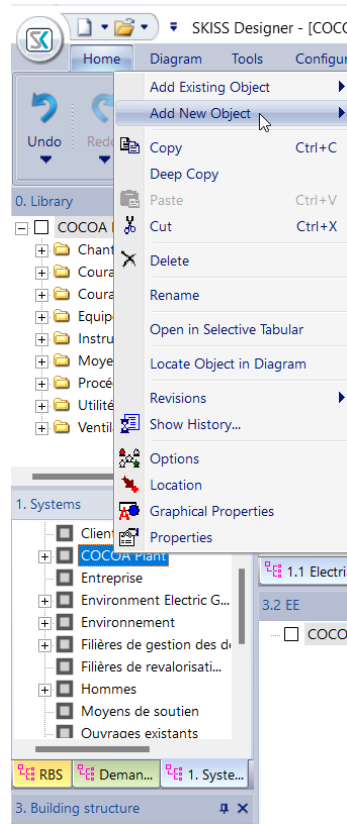 SKISS Designer - [COCO
Home Diagram Tools Configur
Add Existing Object
Add New Object
Undo Redo
Copy Ctrl+C
Deep Copy
Paste Ctrl+V
0. Library
Cut Ctrl+X
COCOA
Chant
Delete
Coura
Coura
Rename
Equip
Open in Selective Tabular
Instru
Moye
Locate Object in Diagram
Procé
Revisions
Utilité
Show History...
Ventil
Options
Location
1. Systems
Graphical Properties
Client
Properties
COCOA Plant
Entreprise
1.1 Electri
Environment Electric G...
3.2 EE
Environnement
COCO
Filières de gestion des d
Filières de revalorisati...
Hommes
Moyens de soutien
Ouvrages existants
RBS Deman... 1. Syste...
3. Building structure